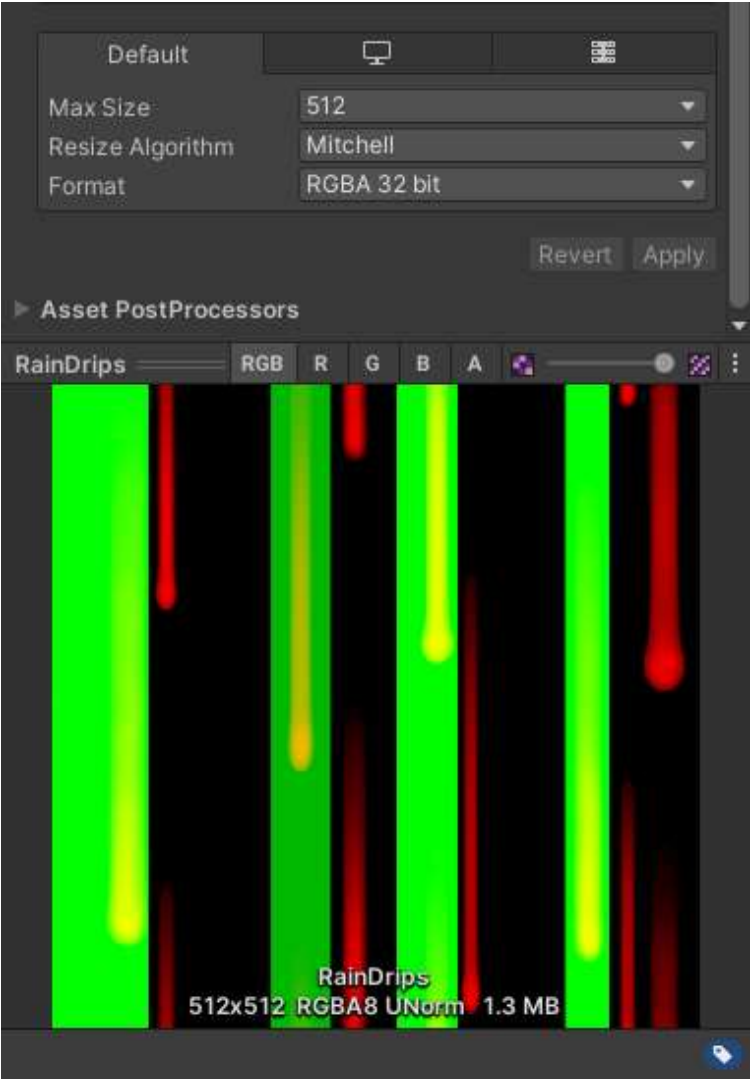 Default
Max Size 512
Resize Algorithm Mitchell
Format RGBA 32 bit
Revert Apply
Asset PostProcessors
RainDrips RGB R G B A
RainDrips
512x512 RGBA8 UNorm 1.3 MB